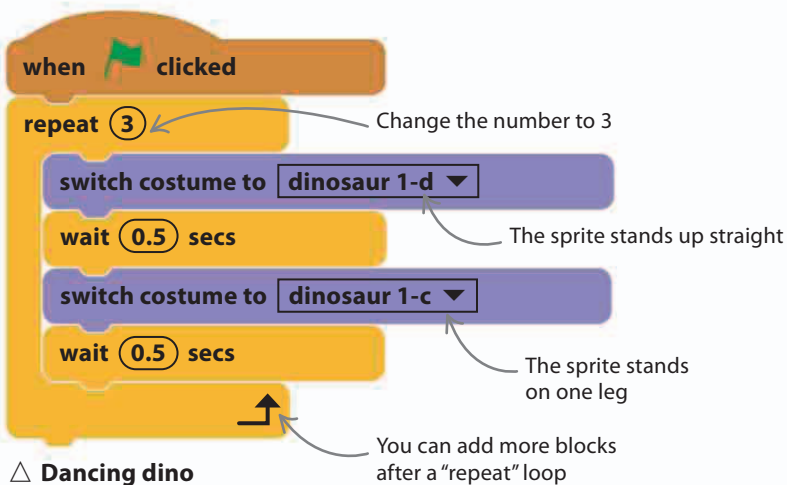 when clicked
repeat 3
Change the number to 3
switch costume to dinosaur 1-d
wait 0.5 secs
The sprite stands up straight
switch costume to dinosaur 1-c
wait 0.5 secs
The sprite stands
on one leg
You can add more blocks
after a “repeat” loop
△ Dancing dino